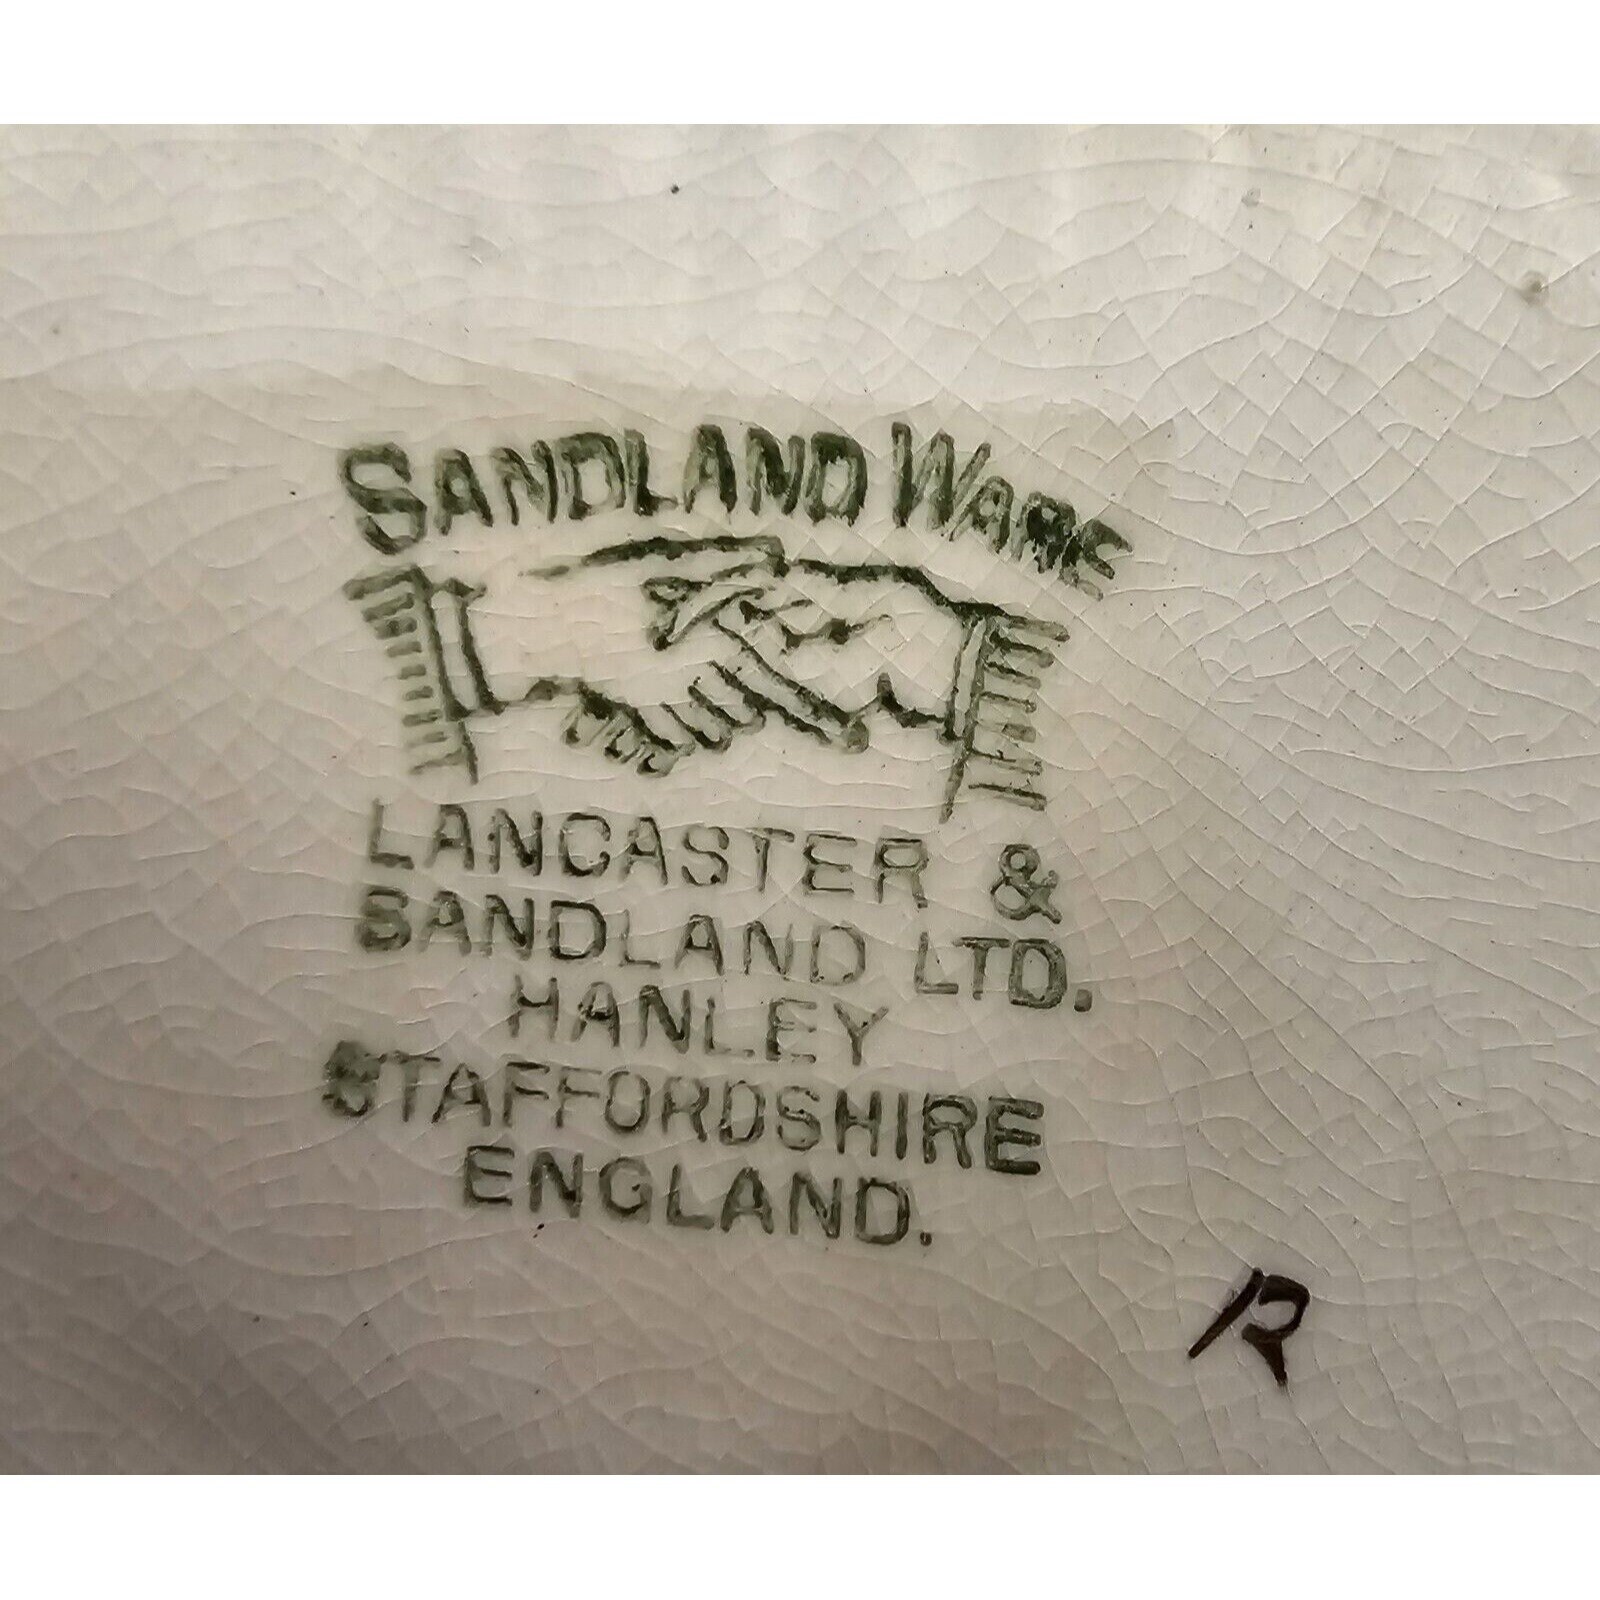 SANDLAND WARE
LANCASTER &
SANDLAND LTD.
HANLEY
STAFFORDSHIRE
ENGLAND.
R